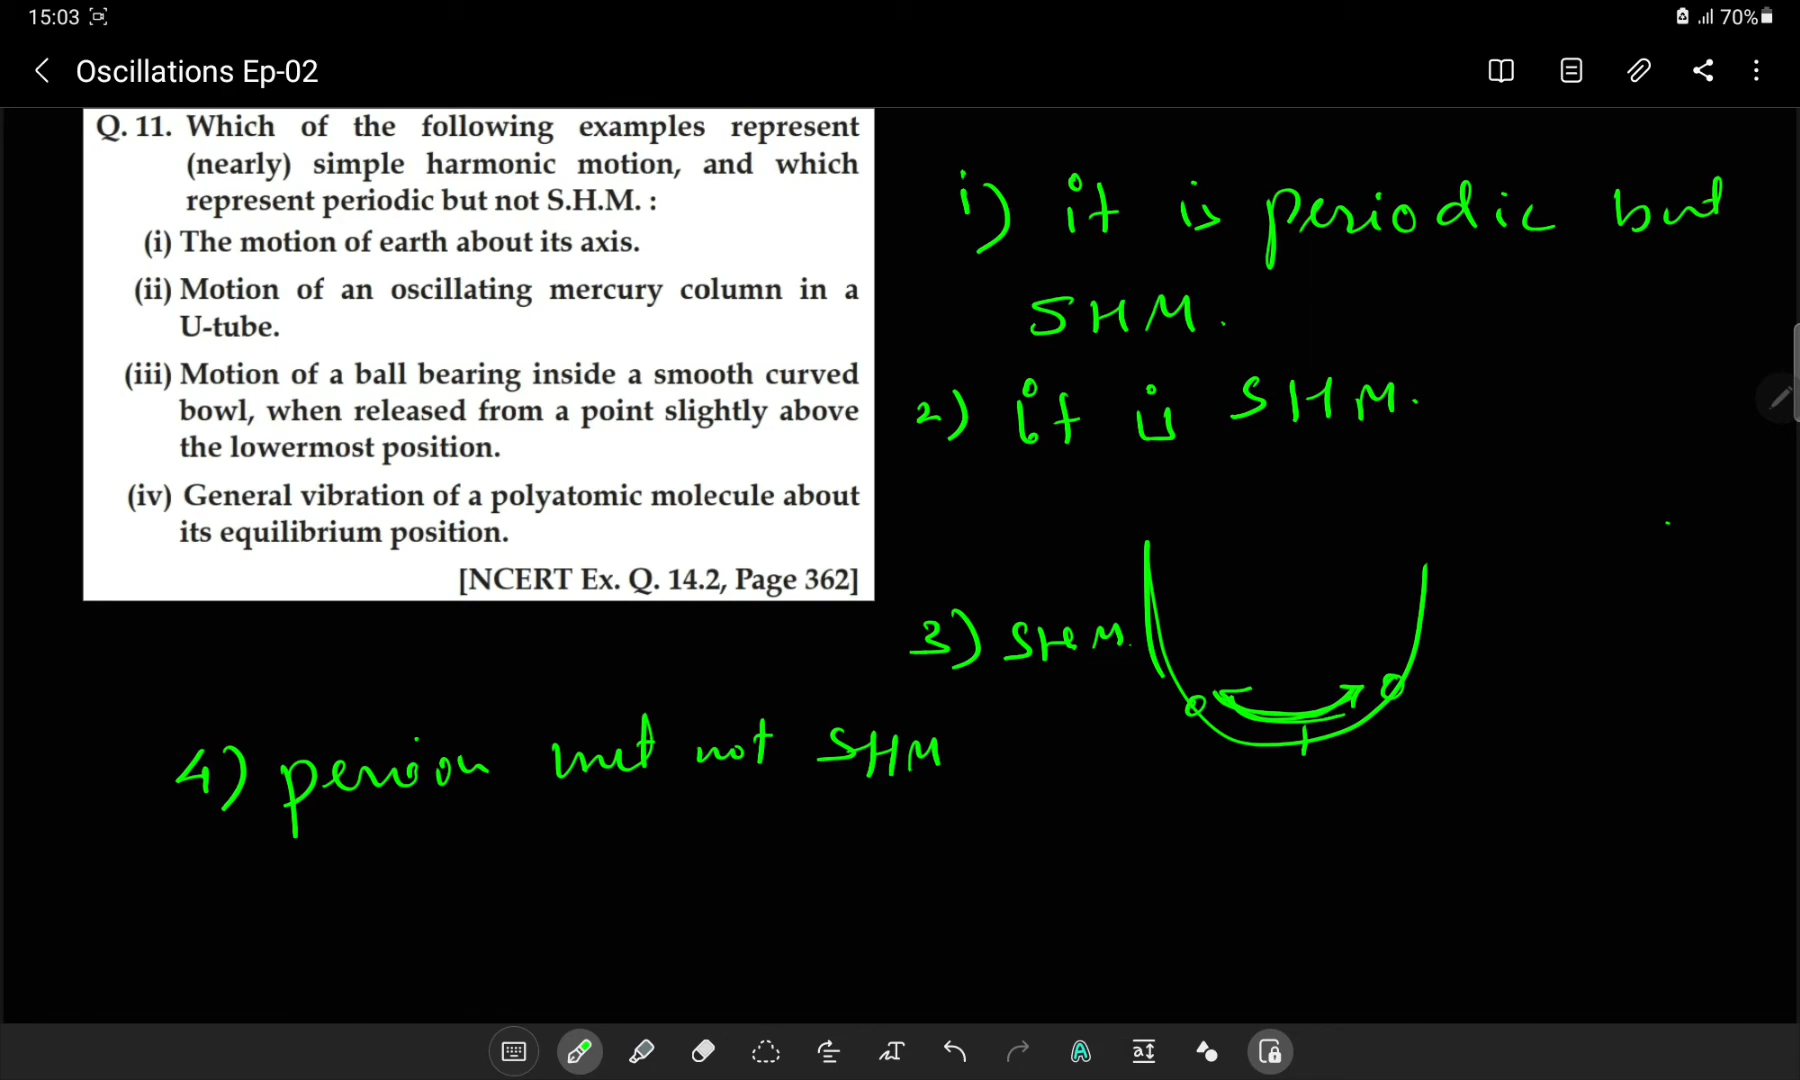 15:03
70%
Oscillations Ep-02
Q. 11. Which of the following examples represent
(nearly) simple harmonic motion, and which
represent periodic but not S.H.M. :
(i) The motion of earth about its axis.
(ii) Motion of an oscillating mercury column in a
U-tube.
(iii) Motion of a ball bearing inside a smooth curved
bowl, when released from a point slightly above
the lowermost position.
(iv) General vibration of a polyatomic molecule about
its equilibrium position.
[NCERT Ex. Q. 14.2, Page 362]
i) it is periodic but
SHM.
2) it is SHM.
3) SHM.
4) not SHM